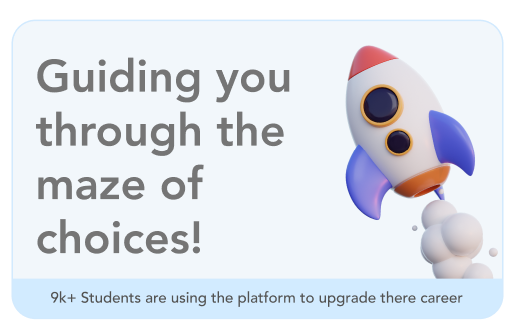 Guiding you
through the
maze of
choices!
9k+ Students are using the platform to upgrade there career